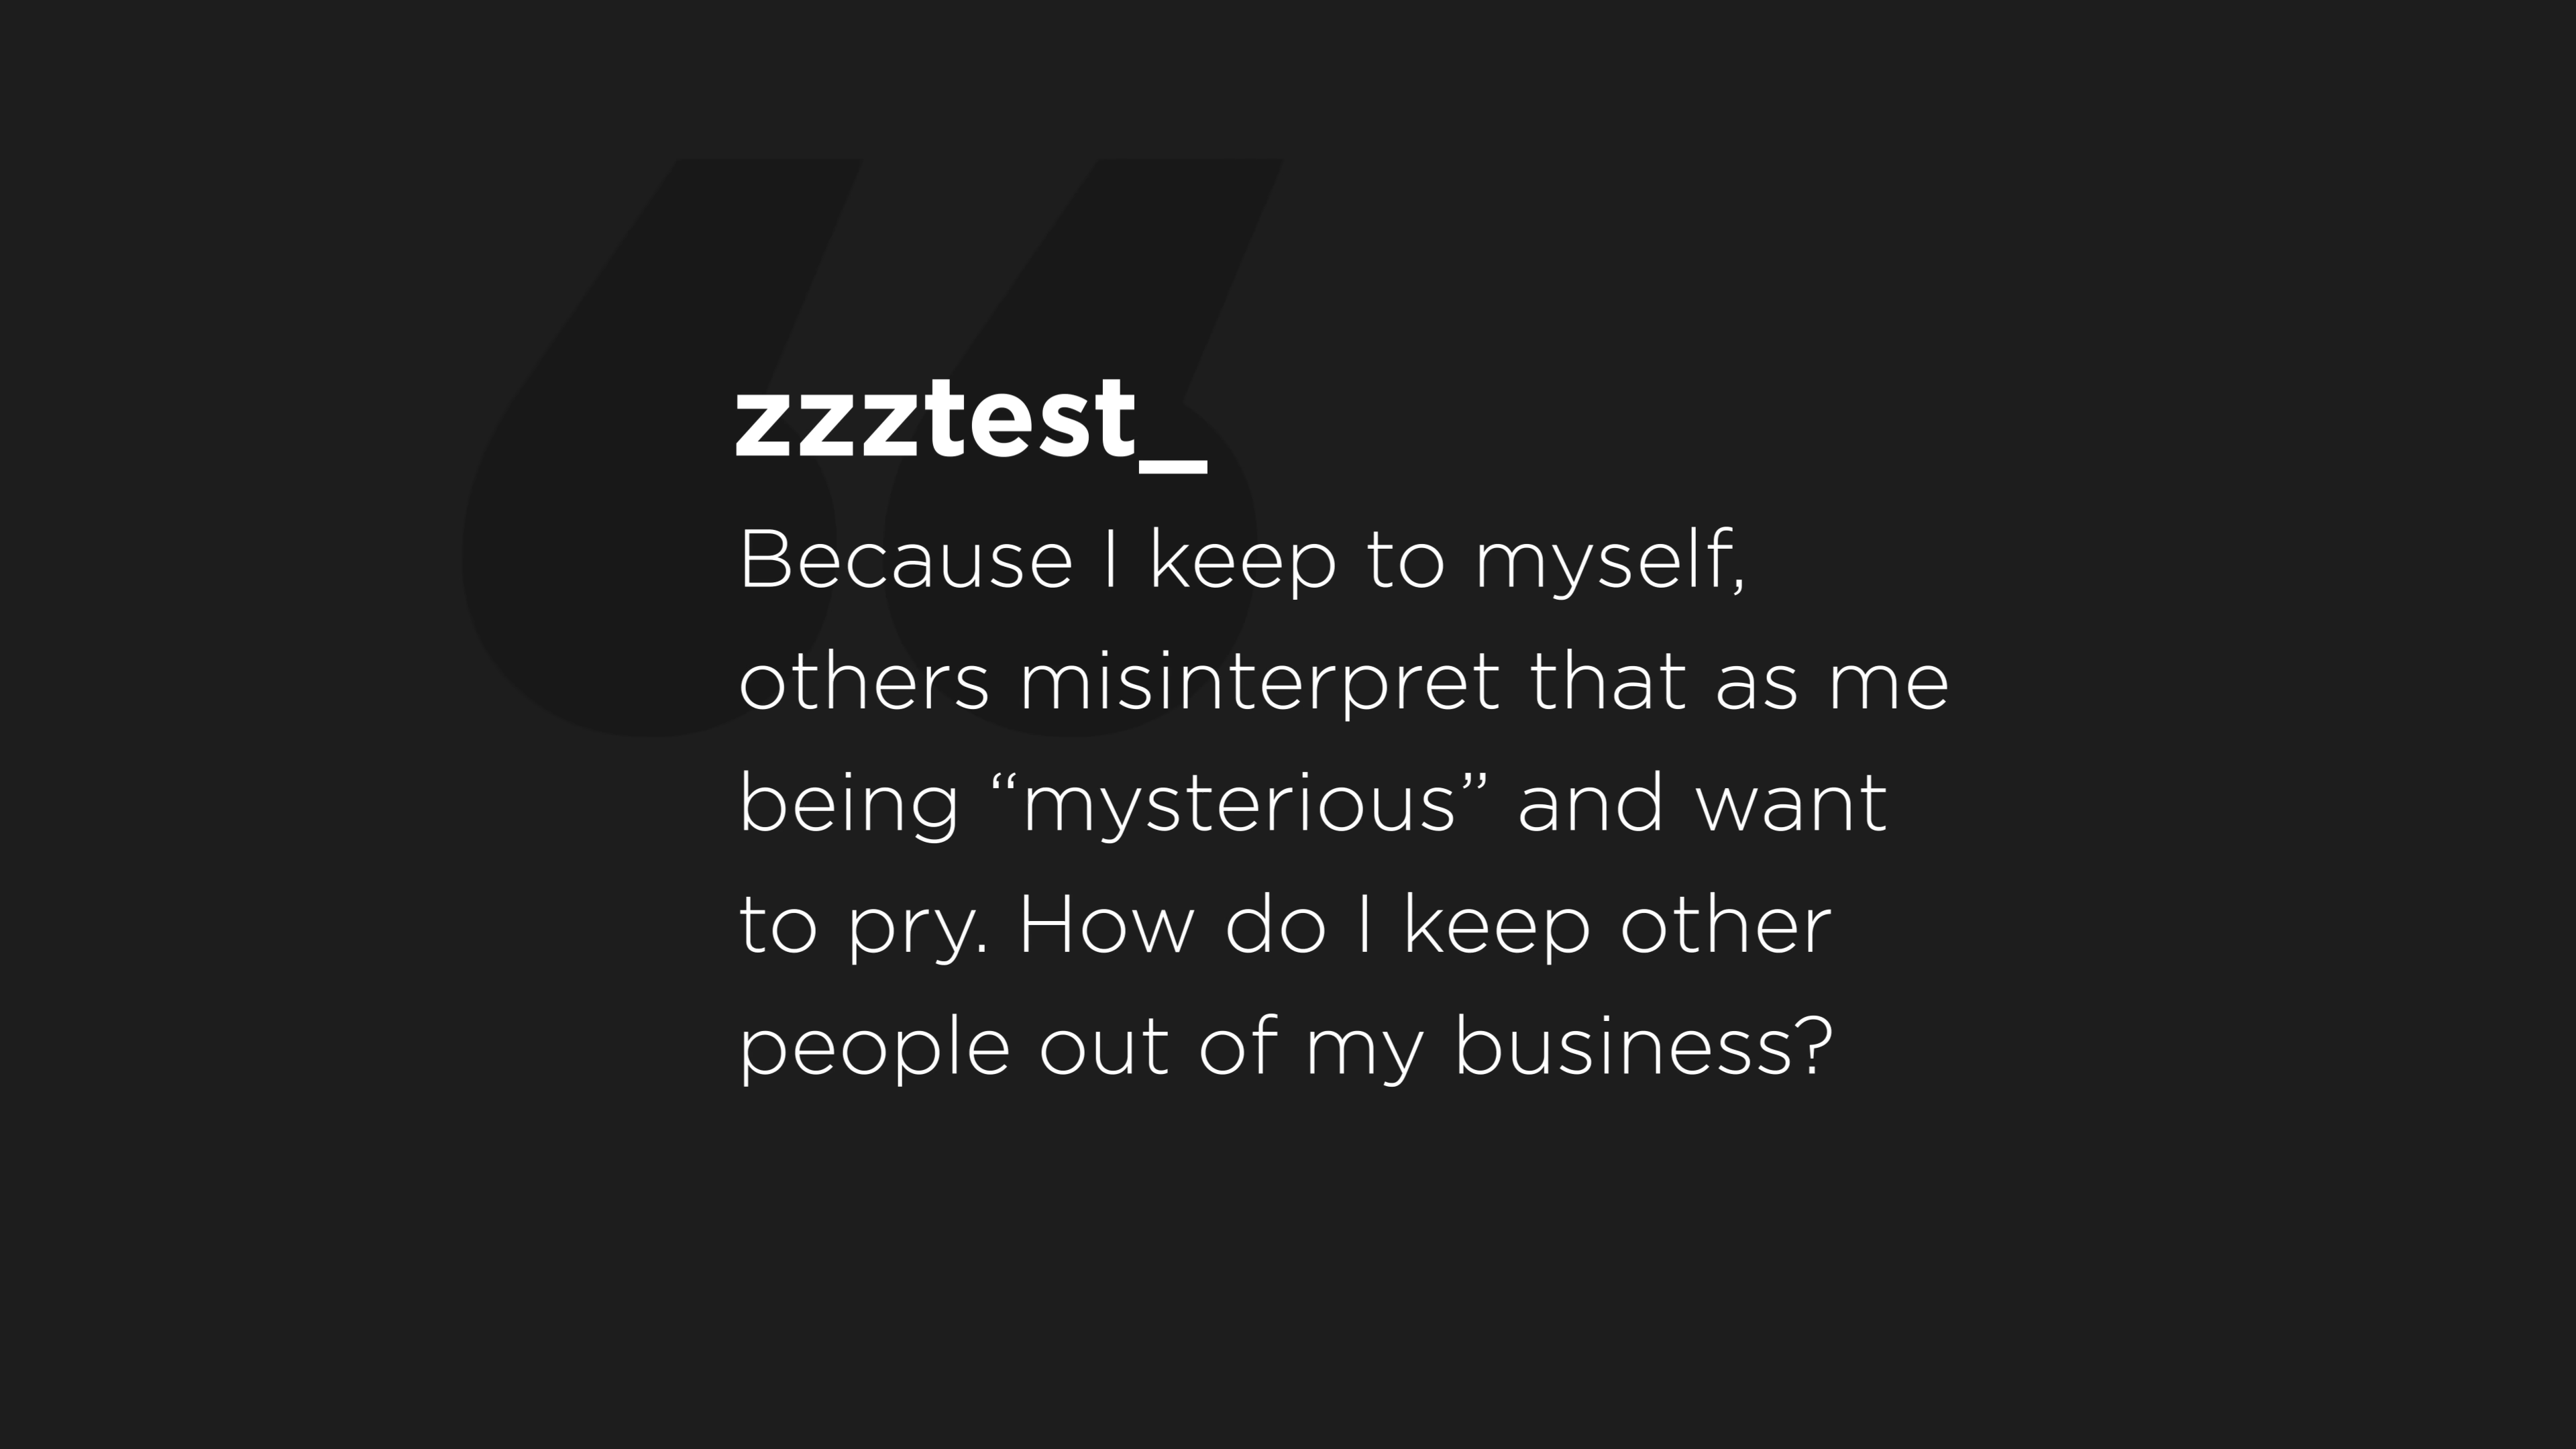 zzztest_
Because I keep to myself,
others misinterpret that as me
being “mysterious” and want
to pry. How do I keep other
people out of my business?